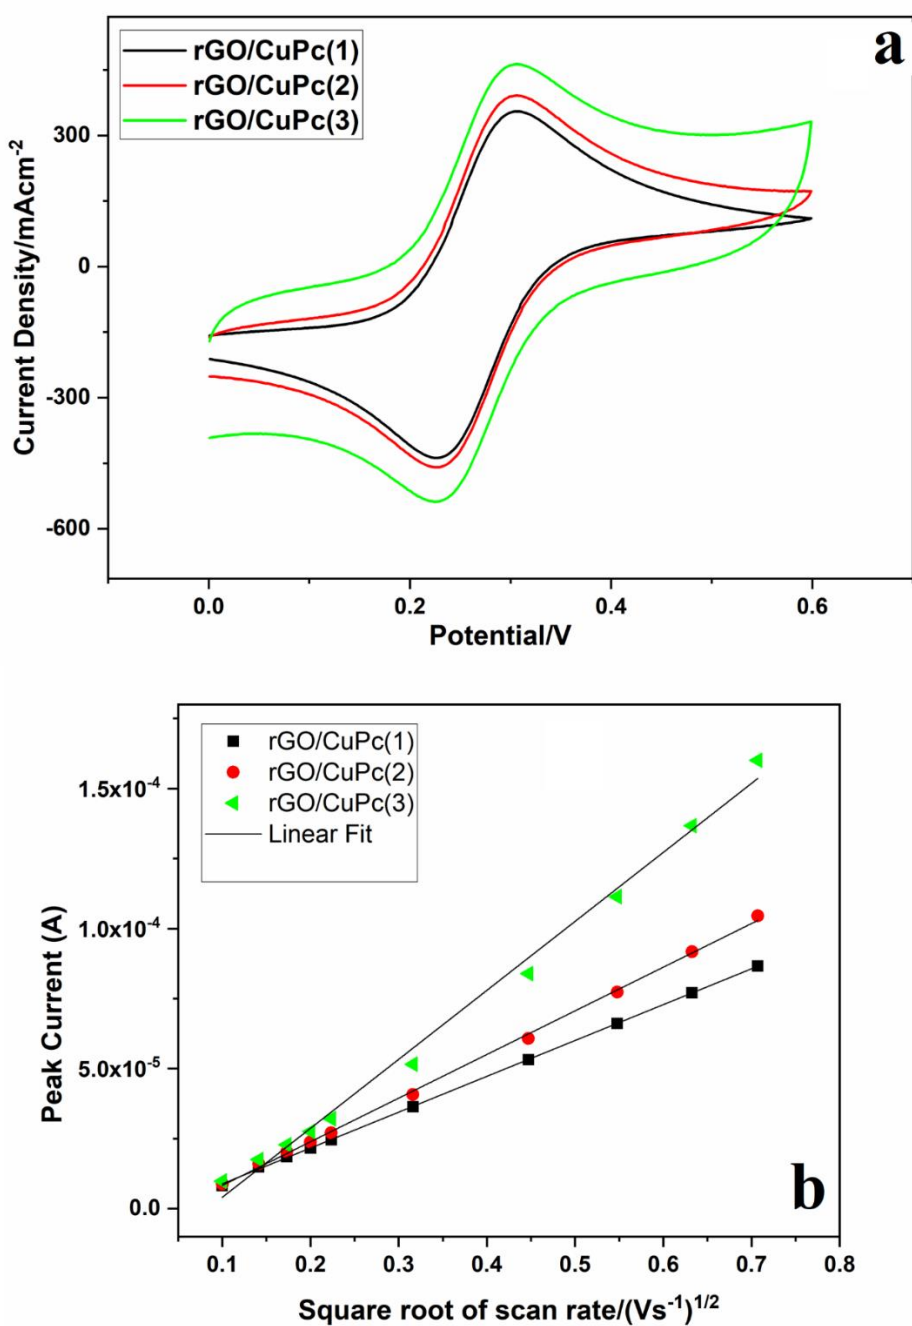 a
rGO/CuPc(1)
rGO/CuPc(2)
rGO/CuPc(3)
Current Density/mAcm⁻²
300
0
-300
-600
0.0 0.2 0.4 0.6
Potential/V
rGO/CuPc(1)
rGO/CuPc(2)
rGO/CuPc(3)
Linear Fit
Peak Current (A)
1.5x10⁻⁴
1.0x10⁻⁴
5.0x10⁻⁵
0.0
b
0.1 0.2 0.3 0.4 0.5 0.6 0.7 0.8
Square root of scan rate/(Vs⁻¹)¹/²